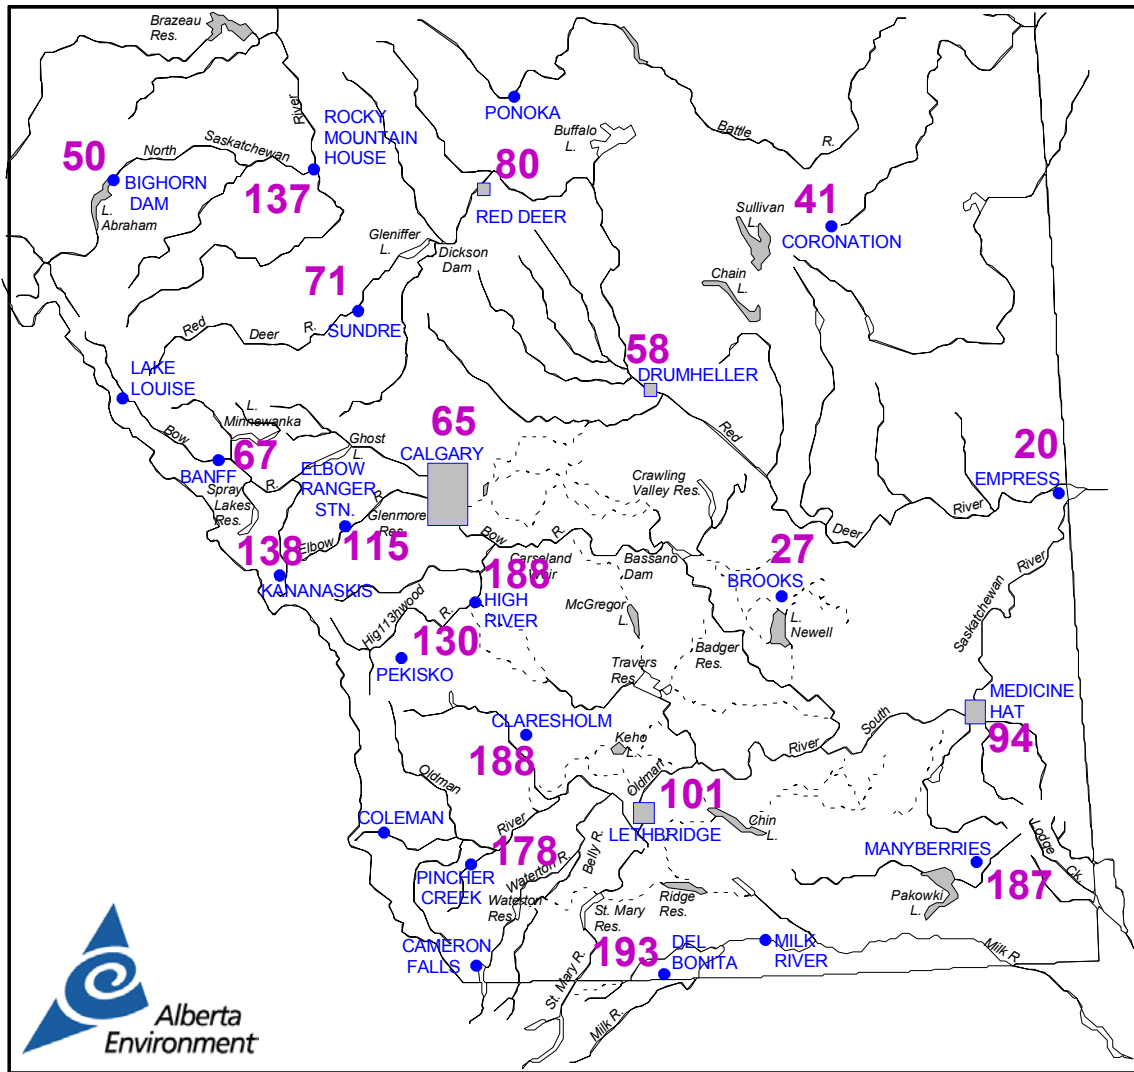 Brazeau
Res.
River
ROCKY
MOUNTAIN
HOUSE
PONOKA
Buffalo
L.
Battle
R.
50
North
Saskatchewan
BIGHORN
DAM
L.
Abraham
137
80
RED DEER
41
Sullivan
L.
CORONATION
Gleniffer
L.
Dickson
Dam
Chain
L.
71
SUNDRE
Red
Deer
R.
58
DRUMHELLER
LAKE
LOUISE
L.
Minnewanka
Bow
67
BANFF
R.
Ghost
L.
65
CALGARY
Red
20
EMPRESS
ELBOW
RANGER
STN.
R.
Spray
Lakes
Res.
Glenmore
Res.
Crawling
Valley Res.
Deer
River
Elbow
115
Bow
R.
138
KANANASKIS
Carseland
Weir
188
HIGH
RIVER
Bassano
Dam
27
BROOKS
L.
Newell
River
Saskatchewan
Hig113hwood
R.
McGregor
L.
130
PEKISKO
Badger
Res.
Travers
Res.
CLARESHOLM
188
Keho
L.
MEDICINE
HAT
94
River
South
Oldman
Oldman
101
LETHBRIDGE
Chin
L.
COLEMAN
River
178
PINCHER
CREEK
Waterton R.
Waterton
Res.
Belly R.
MANYBERRIES
187
Lodge
Ck.
Pakowki
L.
St. Mary
Res.
Ridge
Res.
CAMERON
FALLS
193
DEL
BONITA
MILK
RIVER
Milk R.
St. Mary R.
Milk R.
Alberta
Environment